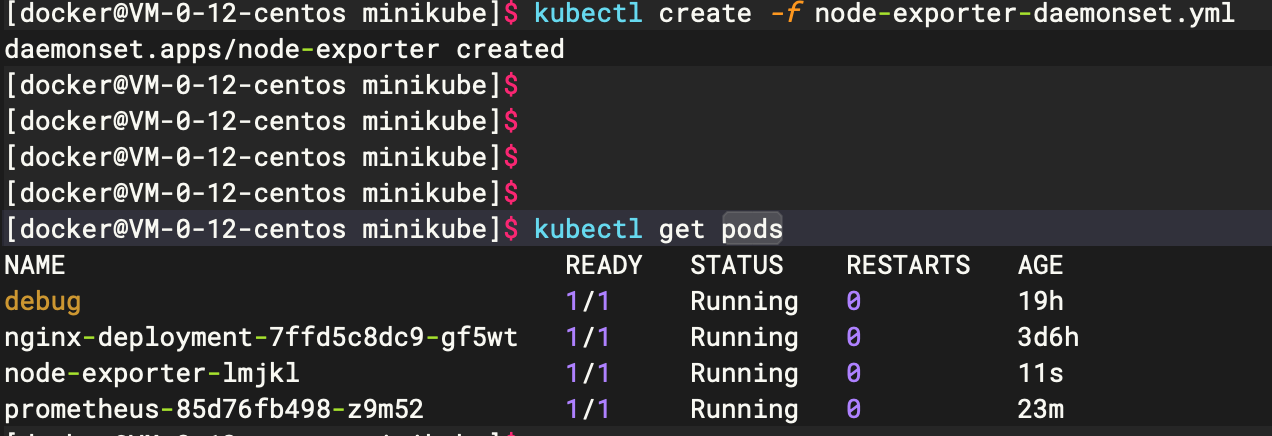 [docker@VM-0-12-centos minikube]$ kubectl create -f node-exporter-daemonset.yml
daemonset.apps/node-exporter created
[docker@VM-0-12-centos minikube]$
[docker@VM-0-12-centos minikube]$
[docker@VM-0-12-centos minikube]$
[docker@VM-0-12-centos minikube]$
[docker@VM-0-12-centos minikube]$ kubectl get pods
NAME READY STATUS RESTARTS AGE
debug 1/1 Running 0 19h
nginx-deployment-7ffd5c8dc9-gf5wt 1/1 Running 0 3d6h
node-exporter-lmjkl 1/1 Running 0 11s
prometheus-85d76fb498-z9m52 1/1 Running 0 23m